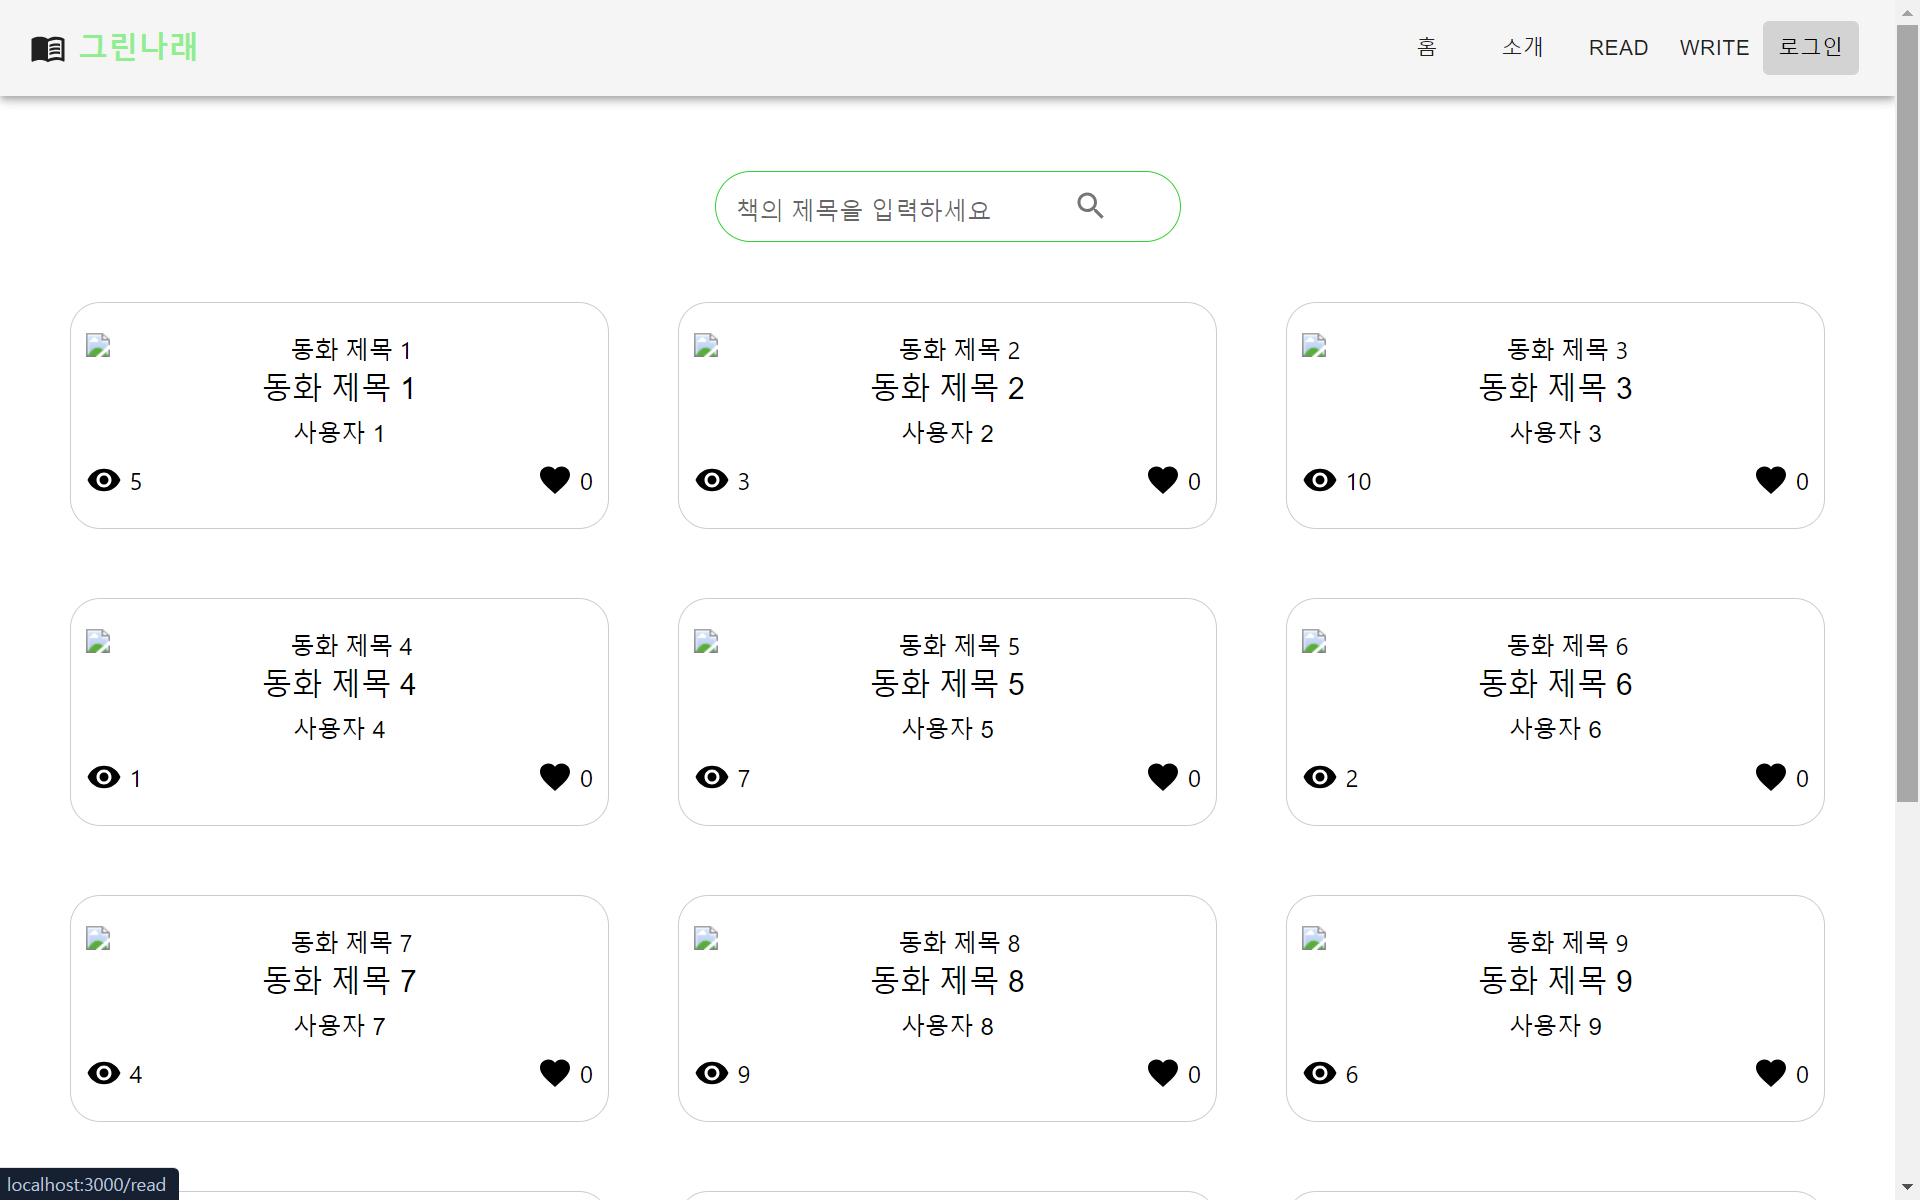 그린나래
홈 소개 READ WRITE 로그인
책의 제목을 입력하세요
동화 제목 1 동화 제목 2 동화 제목 3
동화 제목 1 동화 제목 2 동화 제목 3
사용자 1 사용자 2 사용자 3
5 0 3 0 10 0
동화 제목 4 동화 제목 5 동화 제목 6
동화 제목 4 동화 제목 5 동화 제목 6
사용자 4 사용자 5 사용자 6
1 0 7 0 2 0
동화 제목 7 동화 제목 8 동화 제목 9
동화 제목 7 동화 제목 8 동화 제목 9
사용자 7 사용자 8 사용자 9
4 0 9 0 6 0
localhost:3000/read